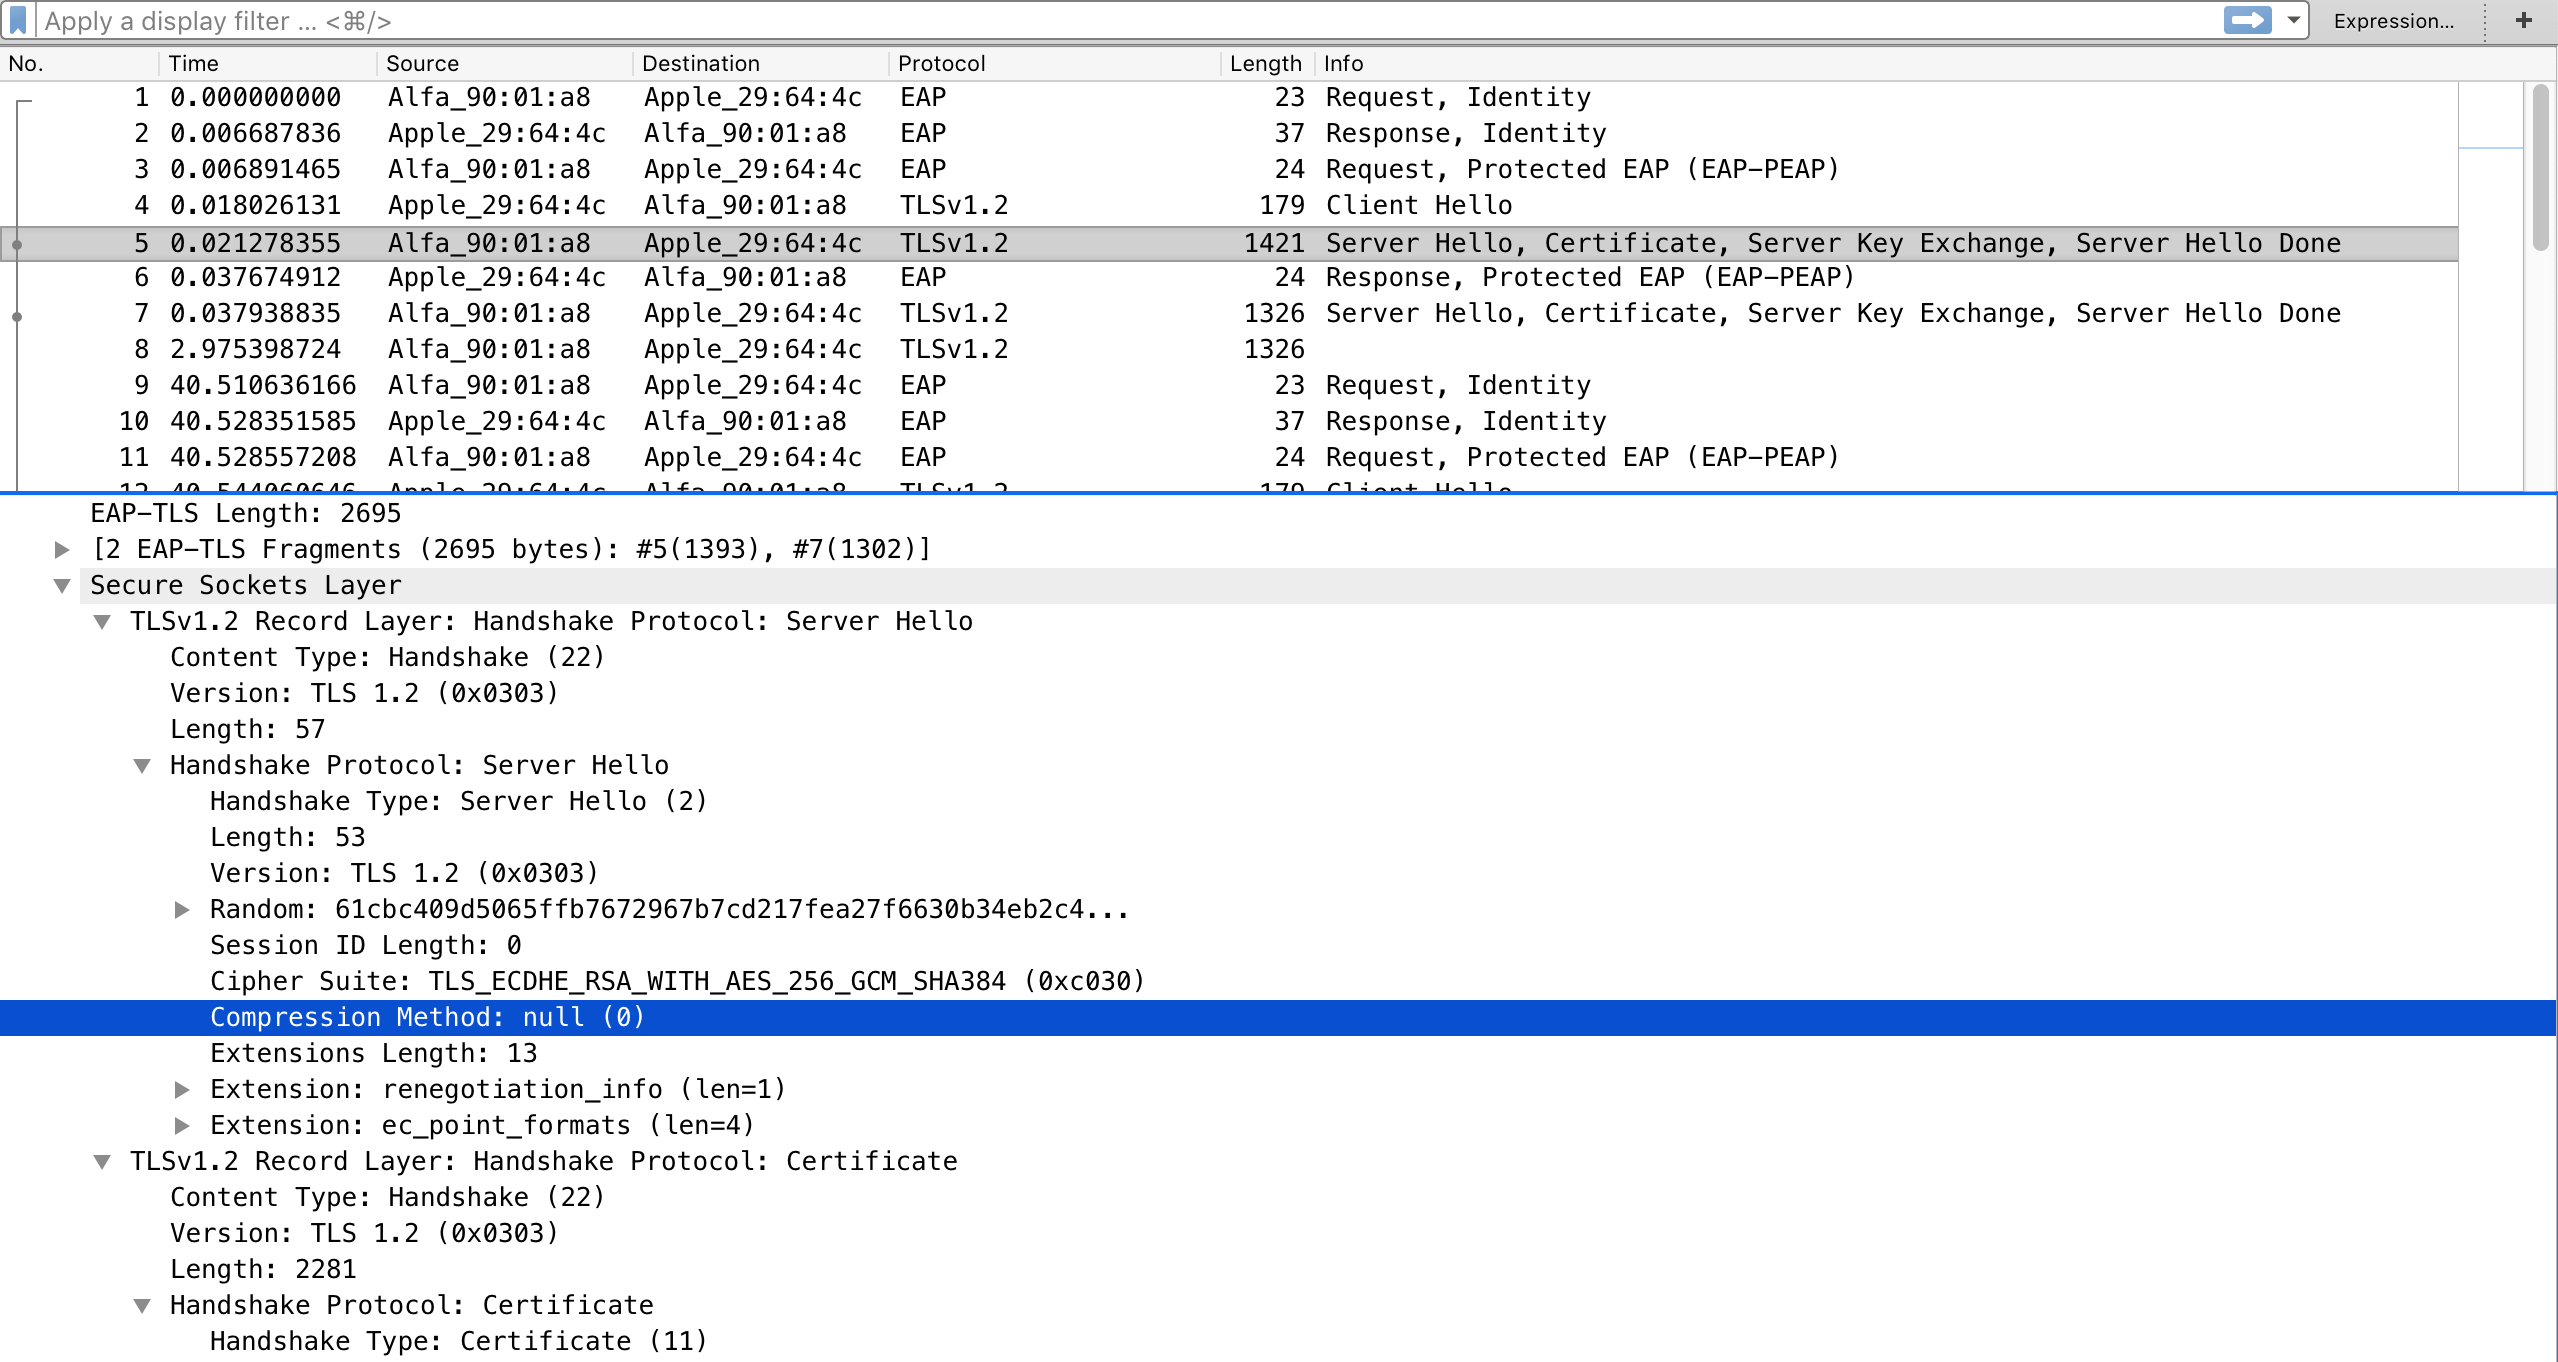 Apply a display filter ... <⌘/>
Expression...
+
No. Time Source Destination Protocol Length Info
1 0.000000000 Alfa_90:01:a8 Apple_29:64:4c EAP 23 Request, Identity
2 0.006687836 Apple_29:64:4c Alfa_90:01:a8 EAP 37 Response, Identity
3 0.006891465 Alfa_90:01:a8 Apple_29:64:4c EAP 24 Request, Protected EAP (EAP-PEAP)
4 0.018026131 Apple_29:64:4c Alfa_90:01:a8 TLSv1.2 179 Client Hello
5 0.021278355 Alfa_90:01:a8 Apple_29:64:4c TLSv1.2 1421 Server Hello, Certificate, Server Key Exchange, Server Hello Done
6 0.037674912 Apple_29:64:4c Alfa_90:01:a8 EAP 24 Response, Protected EAP (EAP-PEAP)
7 0.037938835 Alfa_90:01:a8 Apple_29:64:4c TLSv1.2 1326 Server Hello, Certificate, Server Key Exchange, Server Hello Done
8 2.975398724 Alfa_90:01:a8 Apple_29:64:4c TLSv1.2 1326
9 40.510636166 Alfa_90:01:a8 Apple_29:64:4c EAP 23 Request, Identity
10 40.528351585 Apple_29:64:4c Alfa_90:01:a8 EAP 37 Response, Identity
11 40.528557208 Alfa_90:01:a8 Apple_29:64:4c EAP 24 Request, Protected EAP (EAP-PEAP)
12 40.544060646 Apple_29:64:4c Alfa_90:01:a8 TLSv1.2 179 Client Hello
EAP-TLS Length: 2695
[2 EAP-TLS Fragments (2695 bytes): #5(1393), #7(1302)]
Secure Sockets Layer
TLSv1.2 Record Layer: Handshake Protocol: Server Hello
Content Type: Handshake (22)
Version: TLS 1.2 (0x0303)
Length: 57
Handshake Protocol: Server Hello
Handshake Type: Server Hello (2)
Length: 53
Version: TLS 1.2 (0x0303)
Random: 61cbc409d5065ffb7672967b7cd217fea27f6630b34eb2c4...
Session ID Length: 0
Cipher Suite: TLS_ECDHE_RSA_WITH_AES_256_GCM_SHA384 (0xc030)
Compression Method: null (0)
Extensions Length: 13
Extension: renegotiation_info (len=1)
Extension: ec_point_formats (len=4)
TLSv1.2 Record Layer: Handshake Protocol: Certificate
Content Type: Handshake (22)
Version: TLS 1.2 (0x0303)
Length: 2281
Handshake Protocol: Certificate
Handshake Type: Certificate (11)